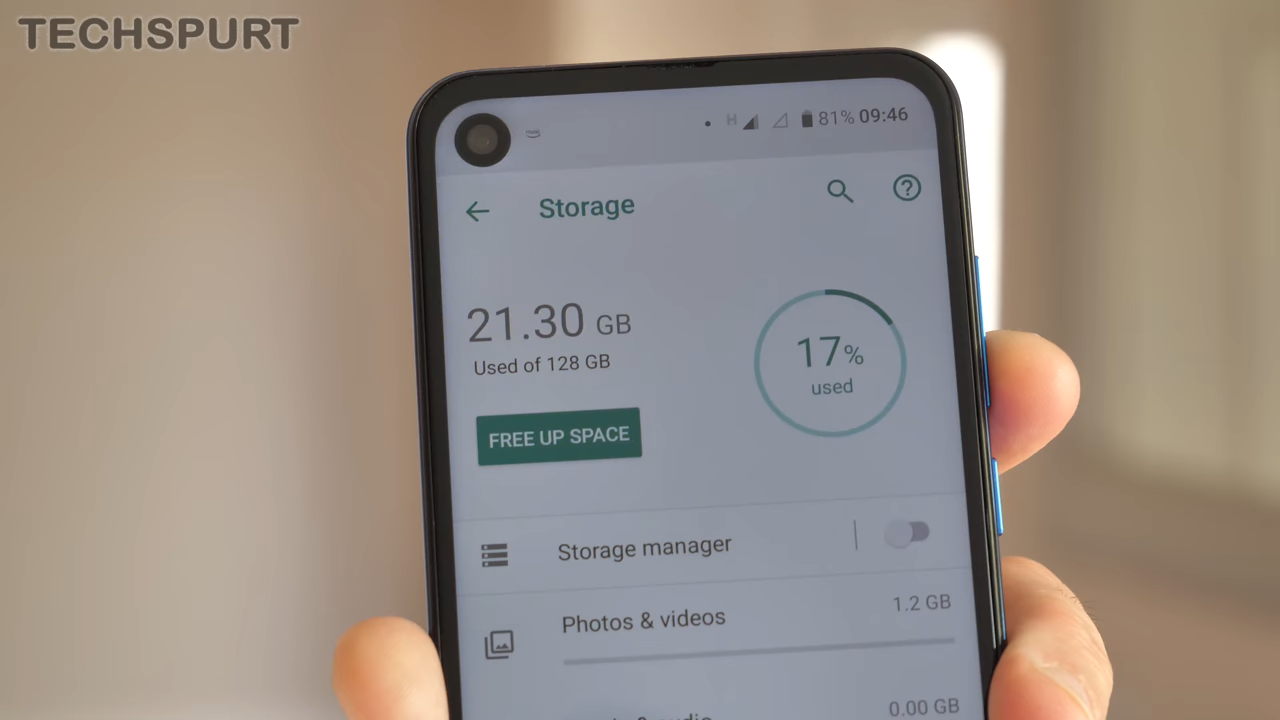 TECHSPURT
H 81% 09:46
Storage
21.30 GB
Used of 128 GB
17%
used
FREE UP SPACE
Storage manager
Photos & videos
1.2 GB
& audio
0.00 GB